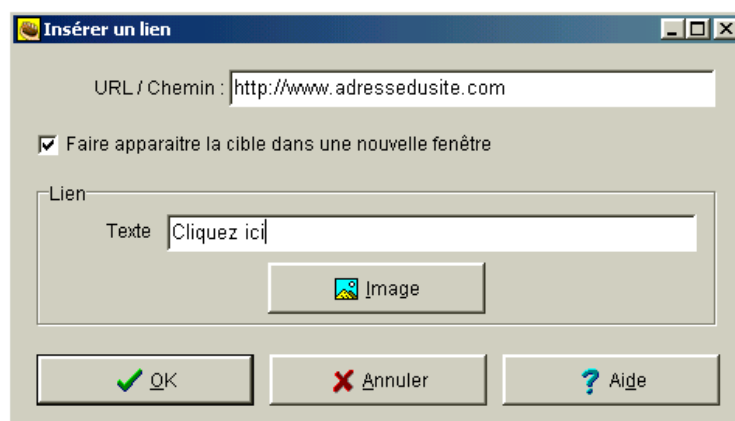 Insérer un lien
URL / Chemin : http://www.adressedusite.com
Faire apparaitre la cible dans une nouvelle fenêtre
Lien
Texte Cliquez ici
Image
OK Annuler Aide